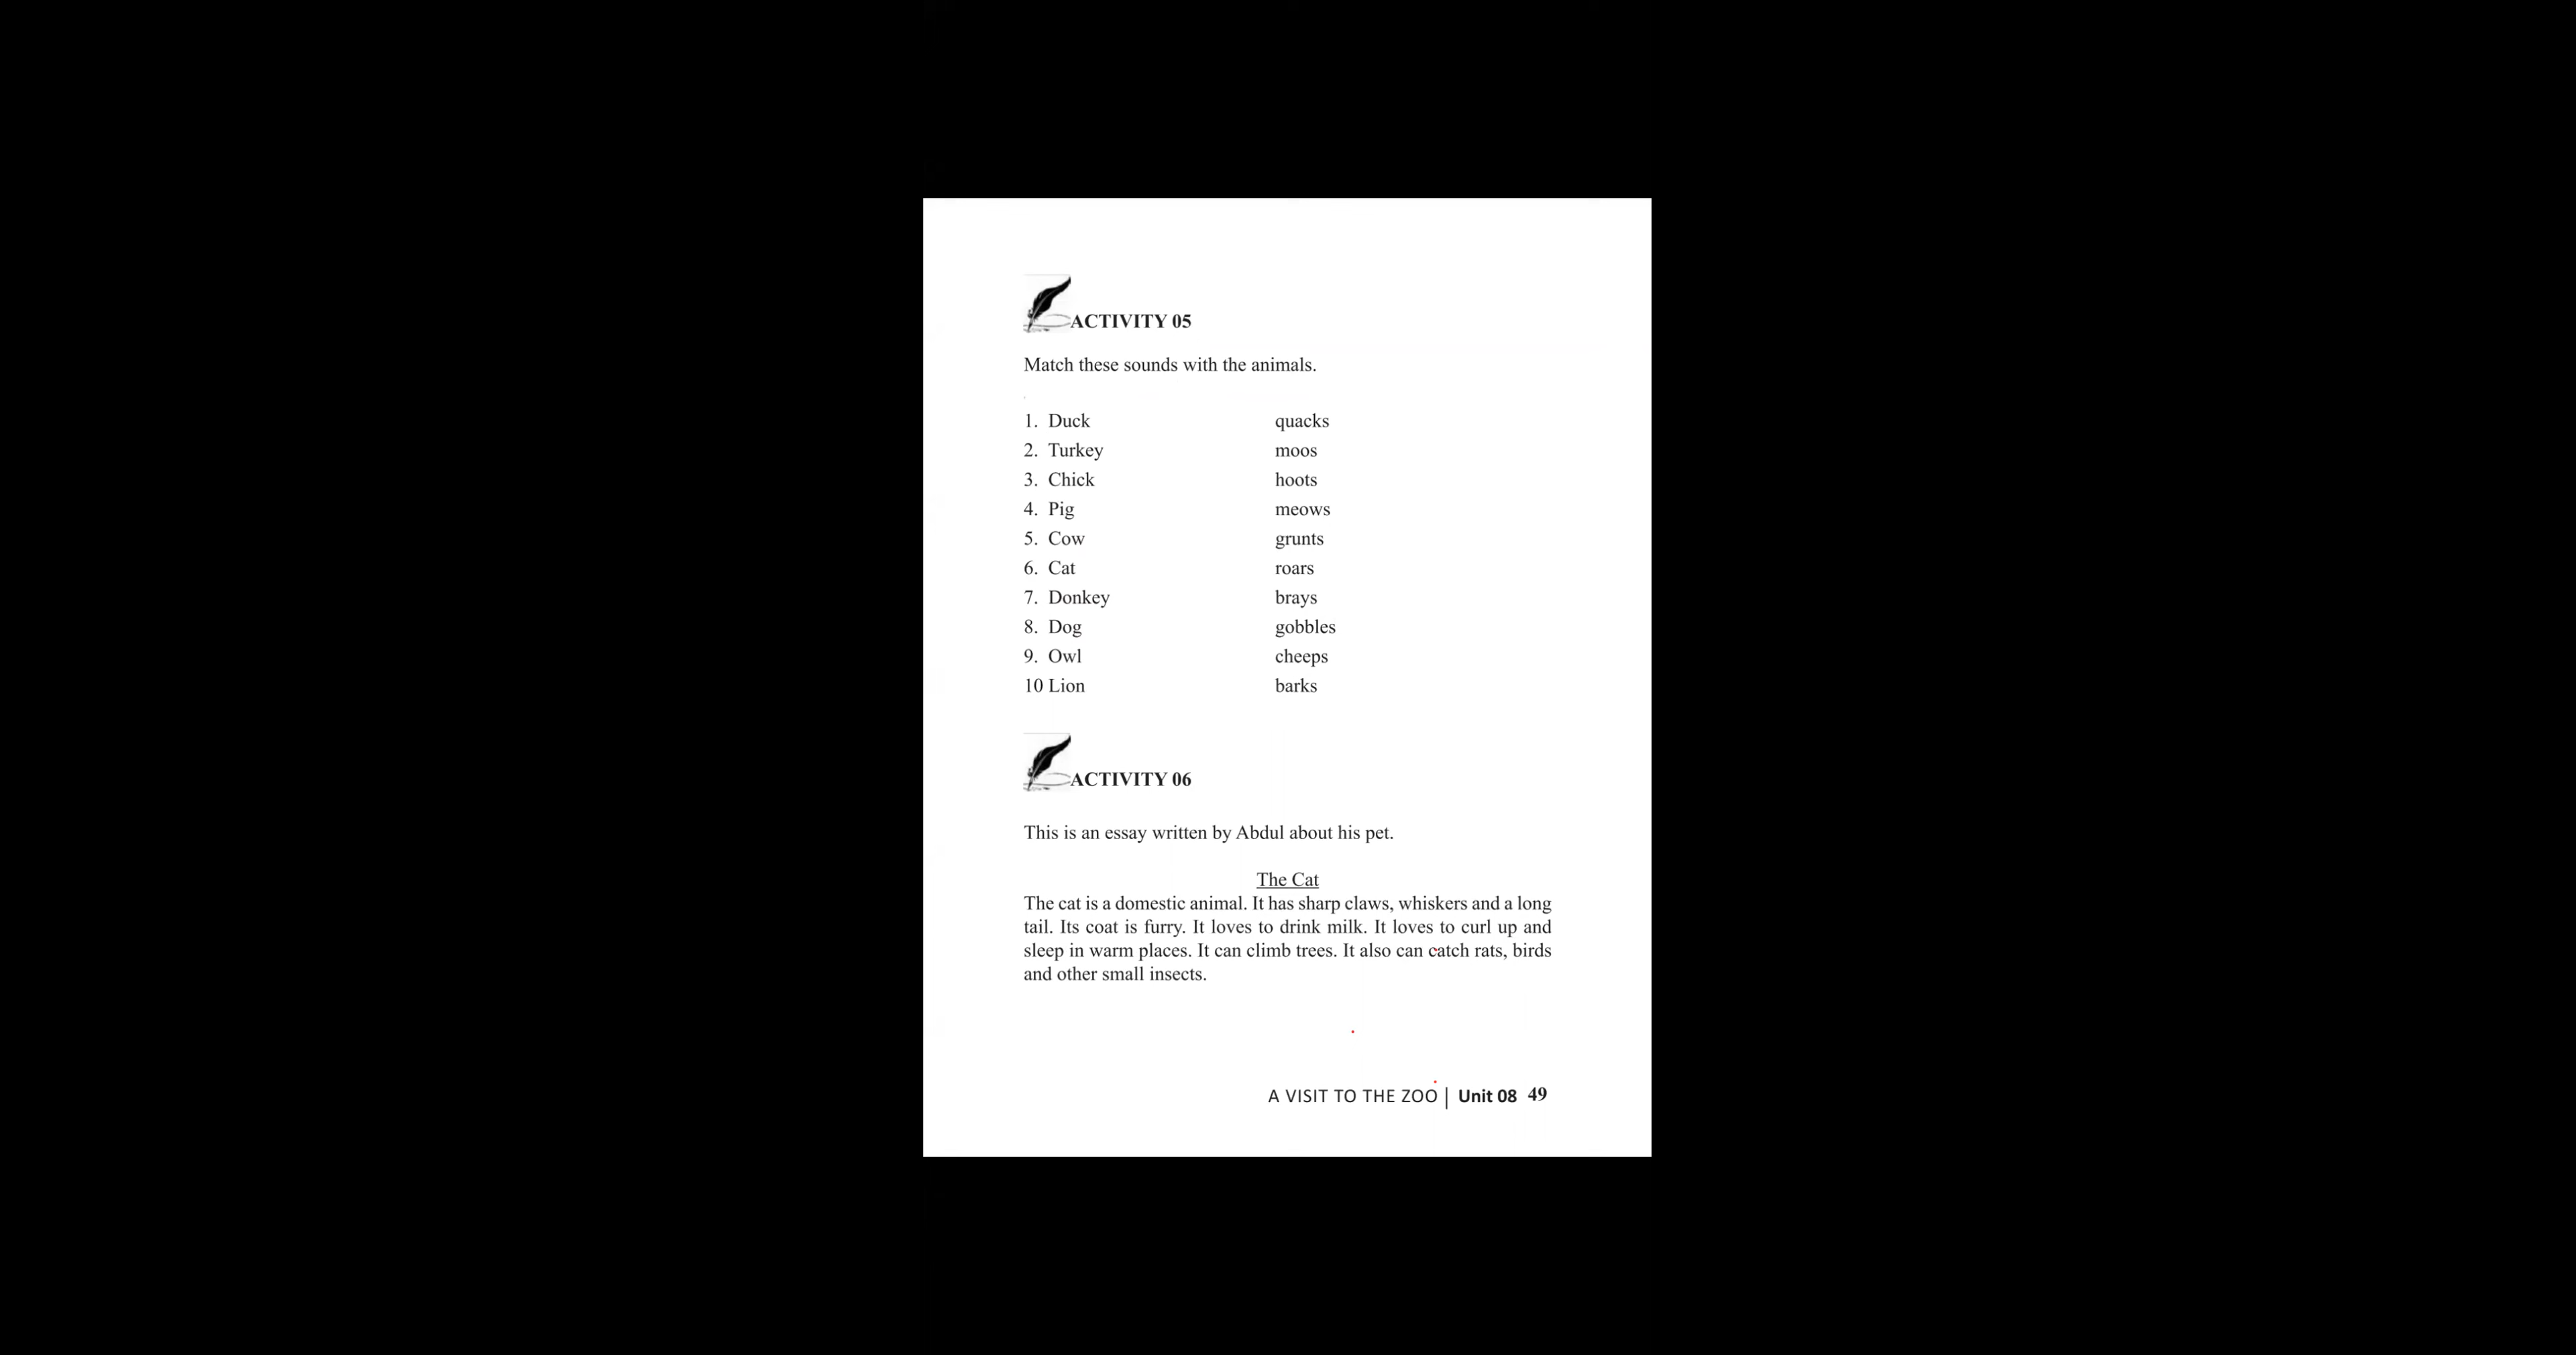 ACTIVITY 05
Match these sounds with the animals.
1. Duck quacks
2. Turkey moos
3. Chick hoots
4. Pig meows
5. Cow grunts
6. Cat roars
7. Donkey brays
8. Dog gobbles
9. Owl cheeps
10 Lion barks
ACTIVITY 06
This is an essay written by Abdul about his pet.
The Cat
The cat is a domestic animal. It has sharp claws, whiskers and a long
tail. Its coat is furry. It loves to drink milk. It loves to curl up and
sleep in warm places. It can climb trees. It also can catch rats, birds
and other small insects.
A VISIT TO THE ZOO | Unit 08 49